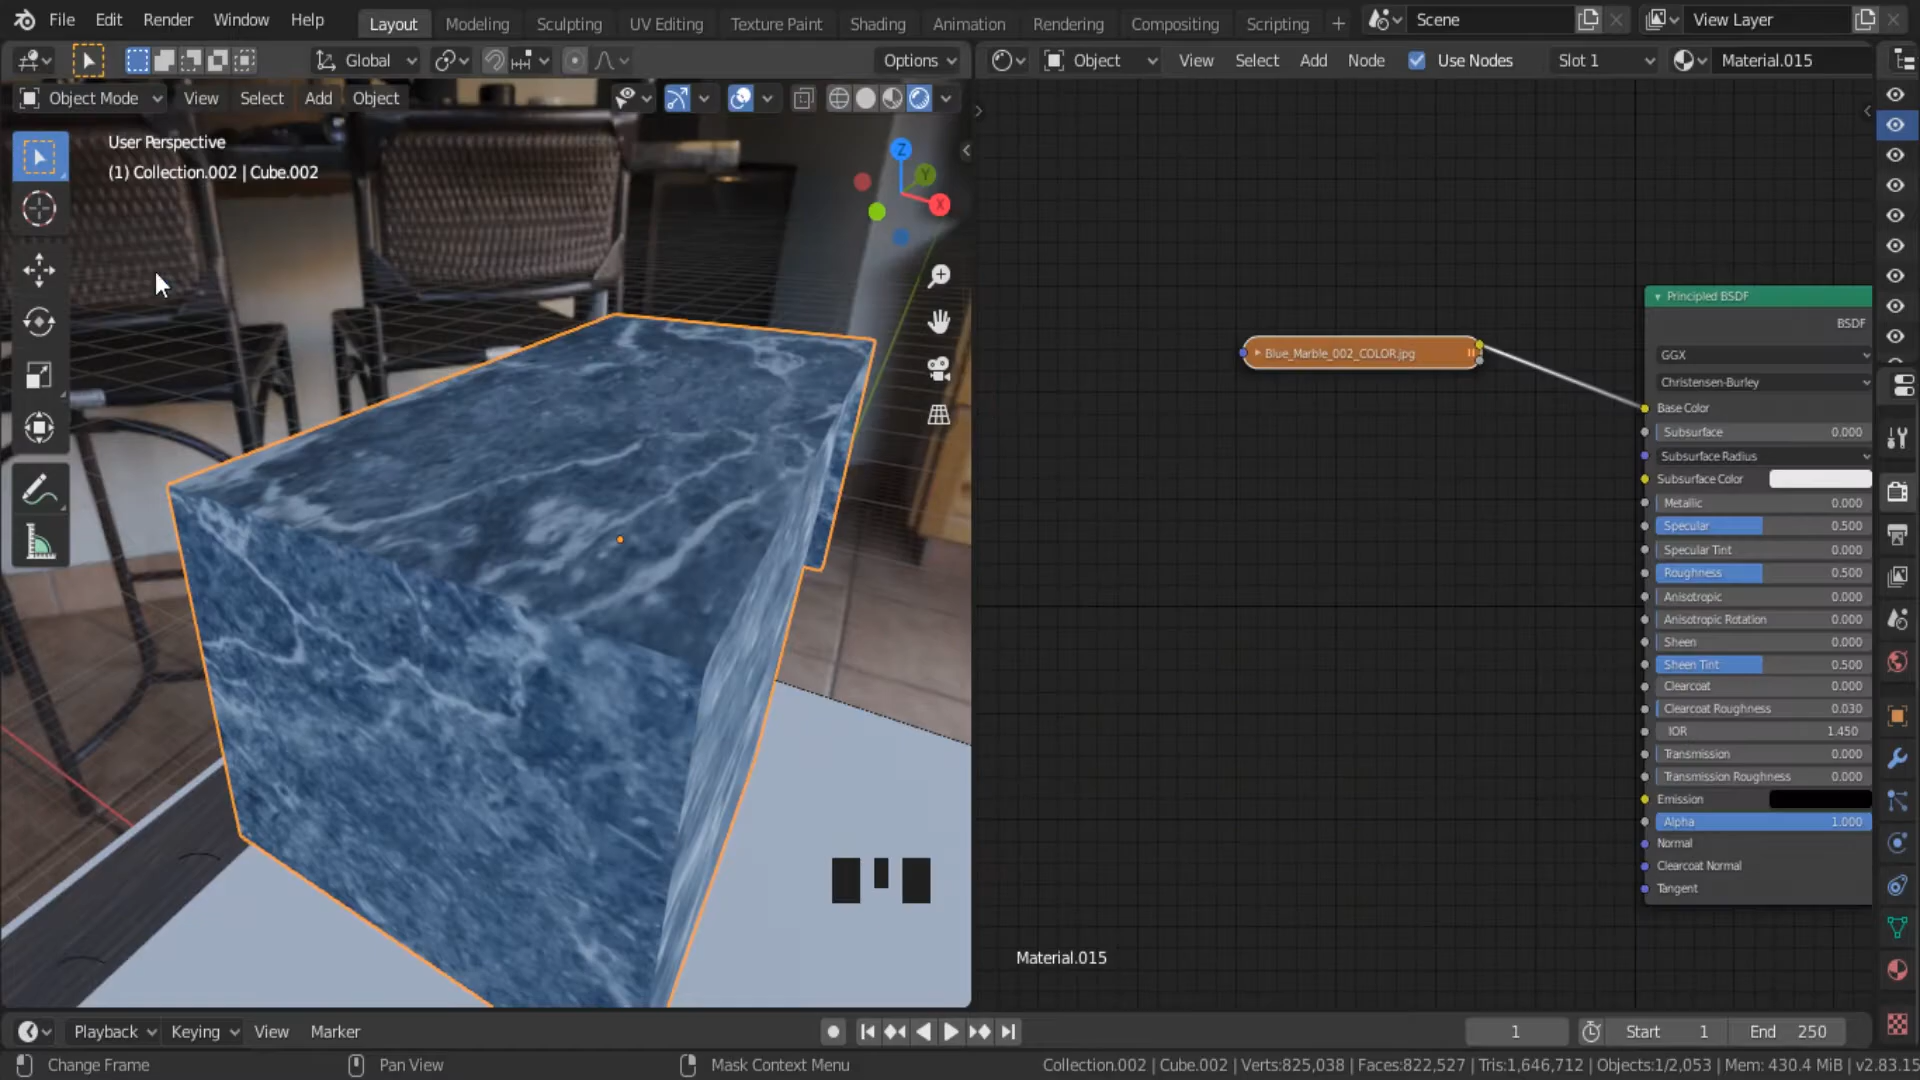 File Edit Render Window Help Layout Modeling Sculpting UV Editing Texture Paint Shading Animation Rendering Compositing Scripting + Scene View Layer
Global Options Object View Select Add Node Use Nodes Slot 1 Material.015
Object Mode View Select Add Object
User Perspective
(1) Collection.002 | Cube.002
Z
Y
X
Blue_Marble_002_COLOR.jpg
Principled BSDF
BSDF
GGX
Christensen-Burley
Base Color
Subsurface 0.000
Subsurface Radius
Subsurface Color
Metallic 0.000
Specular 0.500
Specular Tint 0.000
Roughness 0.500
Anisotropic 0.000
Anisotropic Rotation 0.000
Sheen 0.000
Sheen Tint 0.500
Clearcoat 0.000
Clearcoat Roughness 0.030
IOR 1.450
Transmission 0.000
Transmission Roughness 0.000
Emission
Alpha 1.000
Normal
Clearcoat Normal
Tangent
Material.015
Playback Keying View Marker 1 Start 1 End 250
Change Frame Pan View Mask Context Menu Collection.002 | Cube.002 | Verts:825,038 | Faces:822,527 | Tris:1,646,712 | Objects:1/2,053 | Mem: 430.4 MiB | v2.83.15